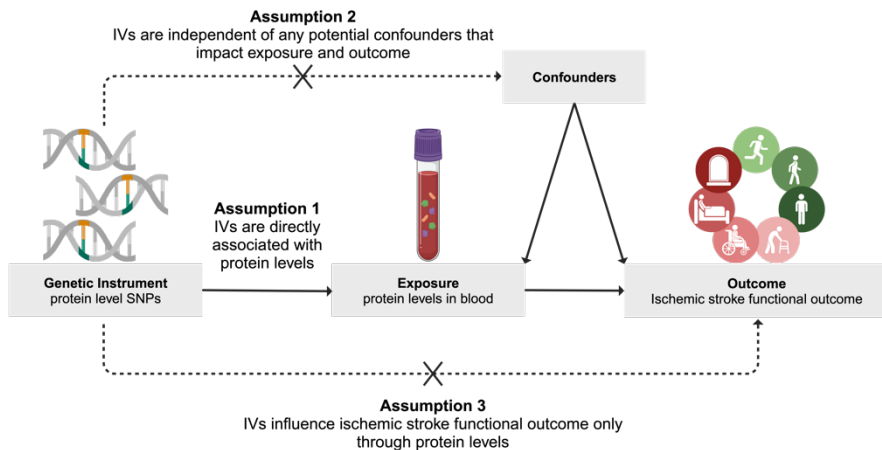 Assumption 2
IVs are independent of any potential confounders that
impact exposure and outcome
Confounders
Assumption 1
IVs are directly
associated with
protein levels
Genetic Instrument
protein level SNPs
Exposure
protein levels in blood
Outcome
Ischemic stroke functional outcome
Assumption 3
IVs influence ischemic stroke functional outcome only
through protein levels